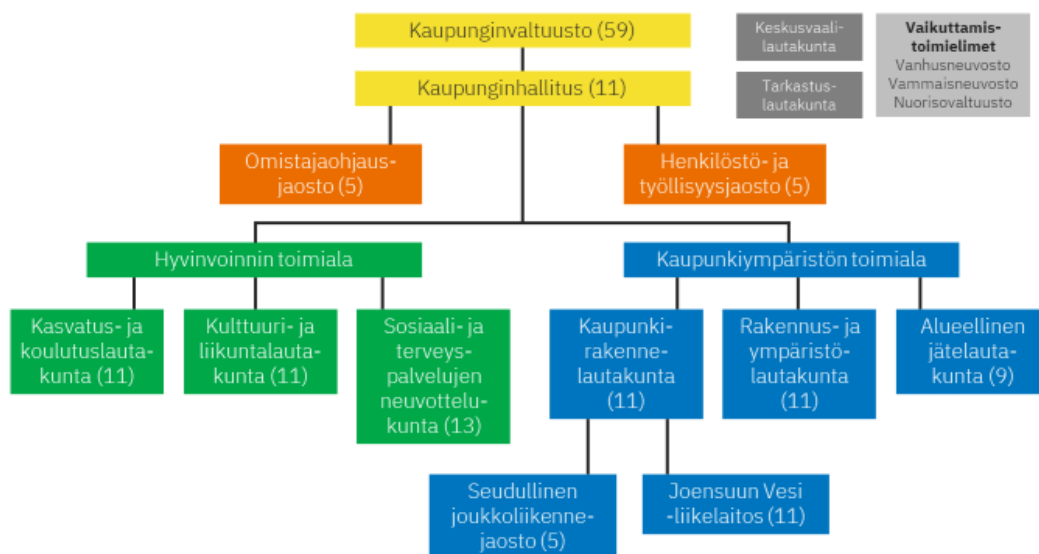 Kaupunginvaltuusto (59)
Keskusvaali-
lautakunta
Vaikuttamis-
toimielimet
Vanhusneuvosto
Vammaisneuvosto
Nuorisovaltuusto
Kaupunginhallitus (11)
Tarkastus-
lautakunta
Omistajaohjaus-
jaosto (5)
Henkilöstö- ja
työllisyysjaosto (5)
Hyvinvoinnin toimiala
Kaupunkiympäristön toimiala
Kasvatus- ja
koulutuslauta-
kunta (11)
Kulttuuri- ja
liikuntalauta-
kunta (11)
Sosiaali- ja
terveys-
palvelujen
neuvottelu-
kunta (13)
Kaupunki-
rakenne-
lautakunta
(11)
Rakennus- ja
ympäristö-
lautakunta
(11)
Alueellinen
jätelauta-
kunta (9)
Seudullinen
joukkoliikenne-
jaosto (5)
Joensuun Vesi
-liikelaitos (11)